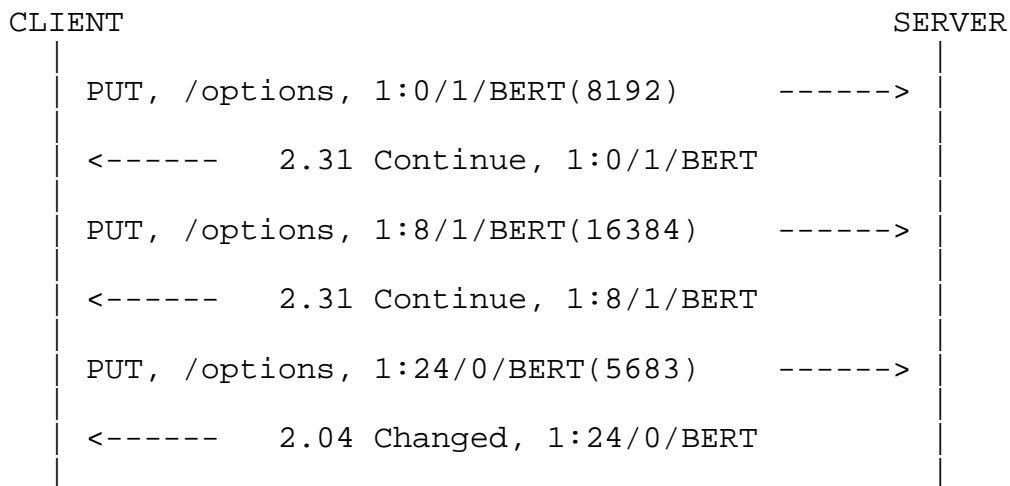 CLIENT SERVER
PUT, /options, 1:0/1/BERT(8192) ------>
<------ 2.31 Continue, 1:0/1/BERT
PUT, /options, 1:8/1/BERT(16384) ------>
<------ 2.31 Continue, 1:8/1/BERT
PUT, /options, 1:24/0/BERT(5683) ------>
<------ 2.04 Changed, 1:24/0/BERT